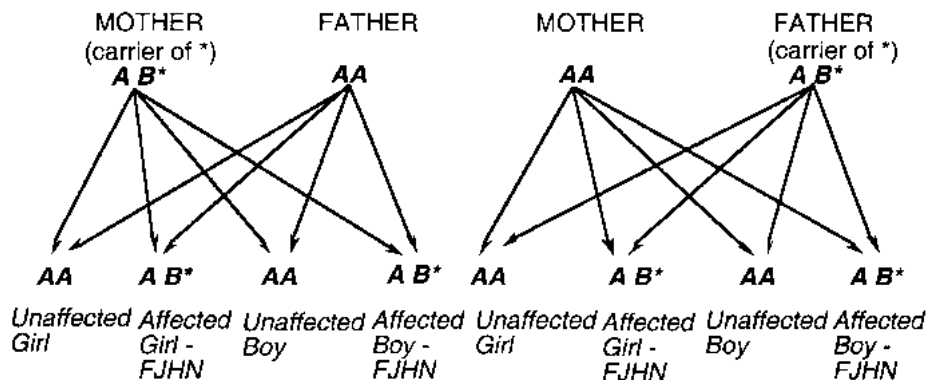 MOTHER FATHER MOTHER FATHER
(carrier of *) (carrier of *)
A B* AA AA A B*
AA A B* AA A B* AA A B* AA A B*
Unaffected Affected Unaffected Affected Unaffected Affected Unaffected Affected
Girl Girl - Boy Boy - Girl Girl - Boy Boy -
FJHN FJHN FJHN FJHN